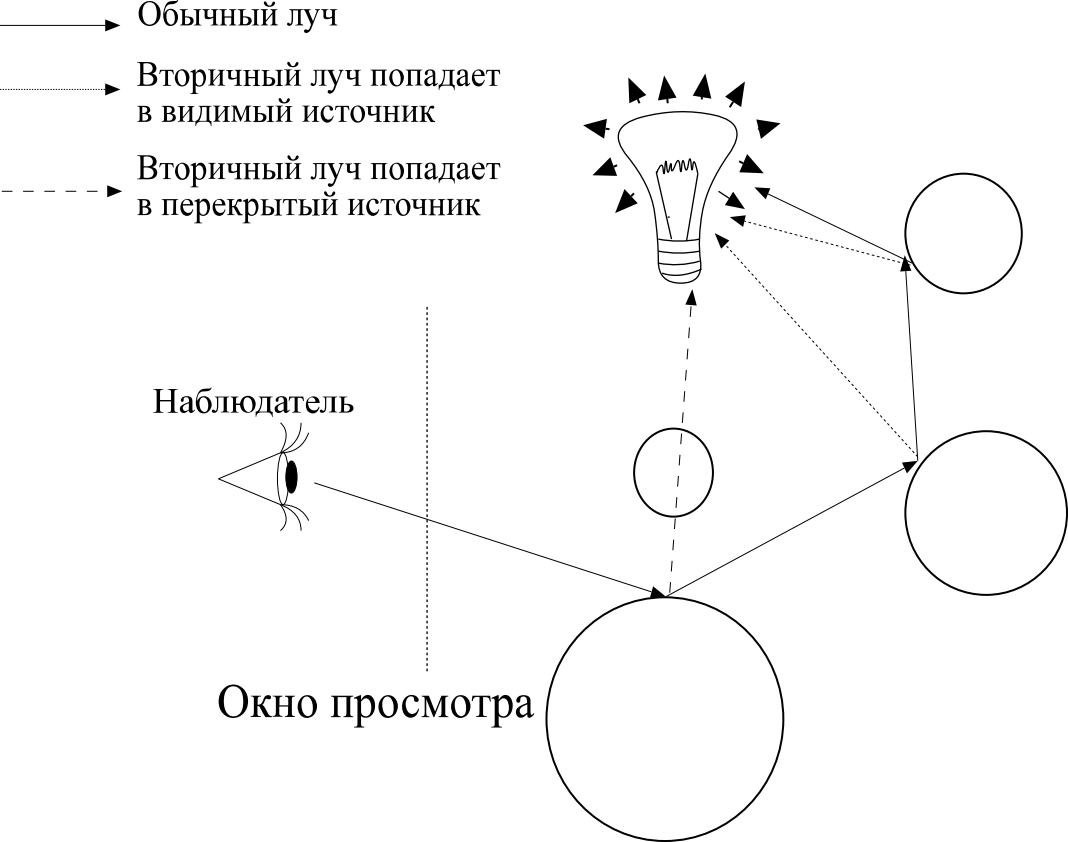 Обычный луч
Вторичный луч попадает
в видимый источник
Вторичный луч попадает
в перекрытый источник
Наблюдатель
Окно просмотра